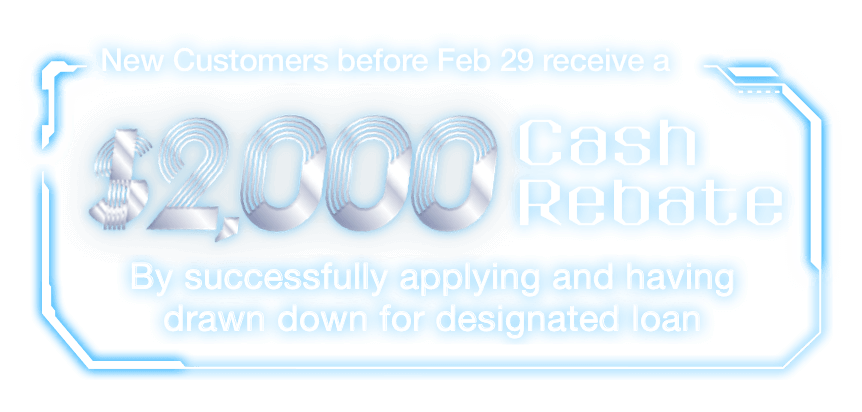 New Customers before Feb 29 receive a
$2,000 Cash
Rebate
By successfully applying and having
drawn down for designated loan